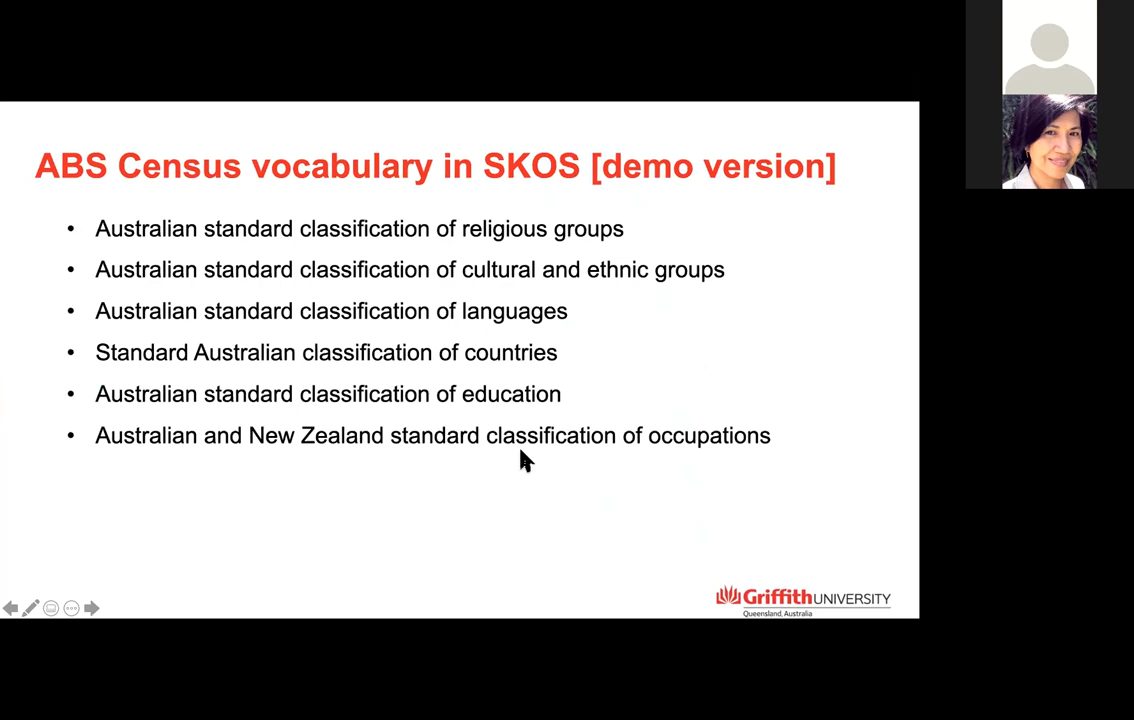 ABS Census vocabulary in SKOS [demo version]
• Australian standard classification of religious groups
• Australian standard classification of cultural and ethnic groups
• Australian standard classification of languages
• Standard Australian classification of countries
• Australian standard classification of education
• Australian and New Zealand standard classification of occupations
Griffith UNIVERSITY
Queensland, Australia